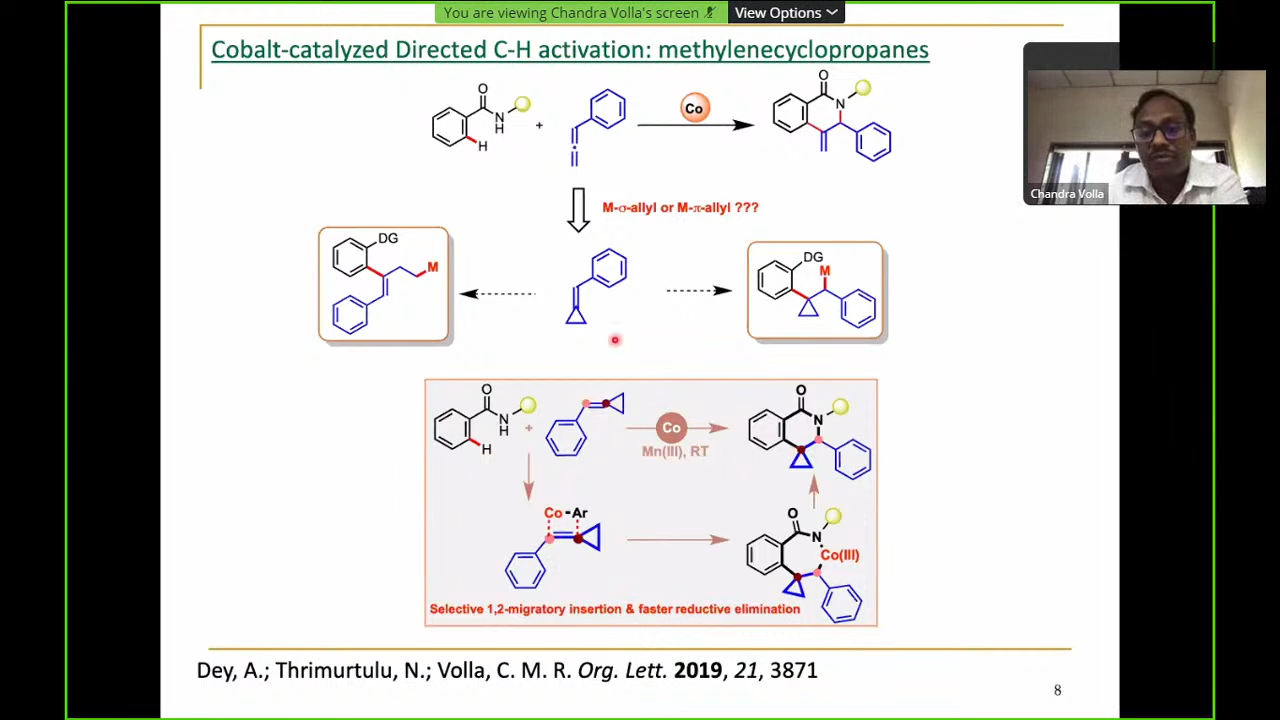 You are viewing Chandra Volla's screen
View Options
Cobalt-catalyzed Directed C-H activation: methylenecyclopropanes
O
N
H
H
+
Co
O
N
M-σ-allyl or M-π-allyl ???
DG
M
DG
M
Chandra Volla
O
N
H
H
+
Co
Mn(III), RT
O
N
Co-Ar
O
N
Co(III)
Selective 1,2-migratory insertion & faster reductive elimination
Dey, A.; Thrimurtulu, N.; Volla, C. M. R. Org. Lett. 2019, 21, 3871
8